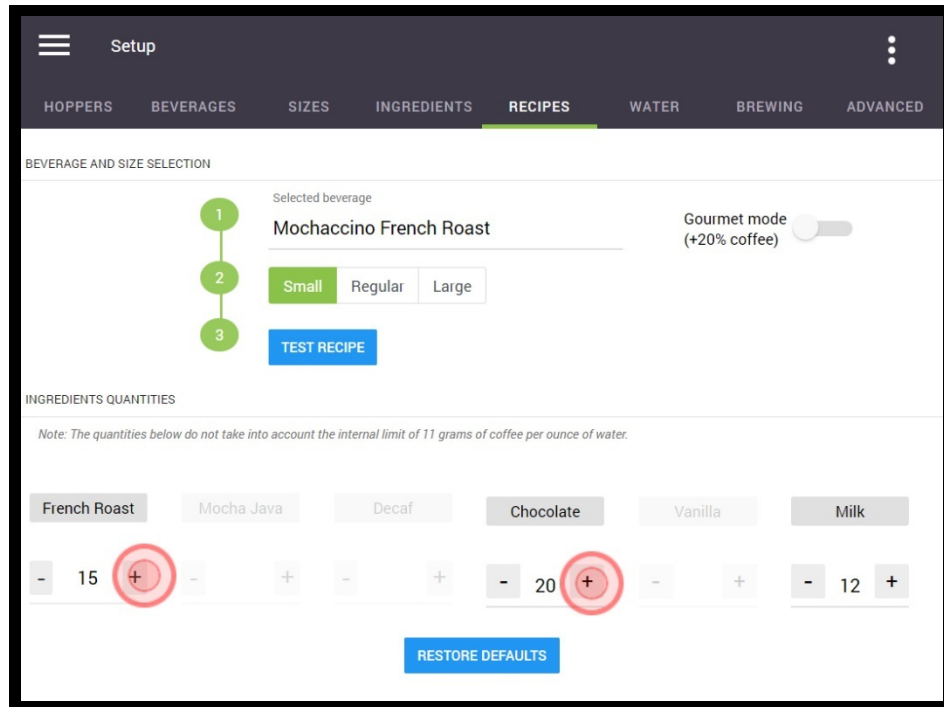 Setup
HOPPERS BEVERAGES SIZES INGREDIENTS RECIPES WATER BREWING ADVANCED
BEVERAGE AND SIZE SELECTION
1
Selected beverage
Mochaccino French Roast
Gourmet mode
(+20% coffee)
2
Small Regular Large
3
TEST RECIPE
INGREDIENTS QUANTITIES
Note: The quantities below do not take into account the internal limit of 11 grams of coffee per ounce of water.
French Roast Mocha Java Decaf Chocolate Vanilla Milk
- 15 + - + - + - 20 + - + - 12 +
RESTORE DEFAULTS